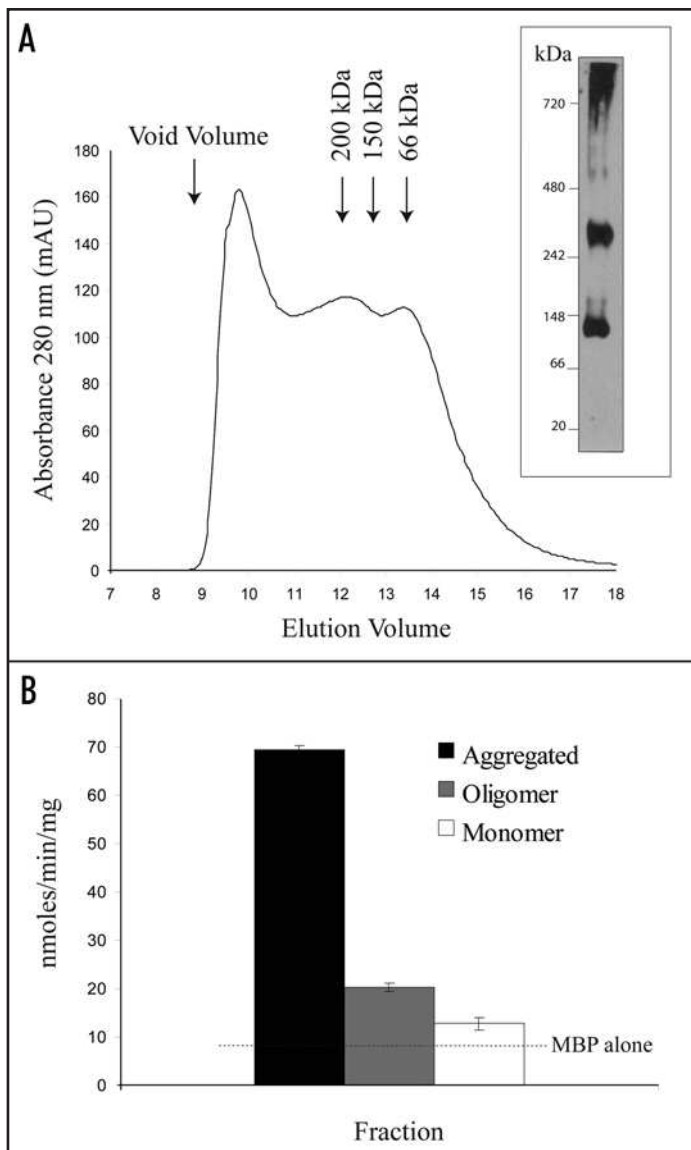 A
Void Volume
200 kDa
150 kDa
66 kDa
180
160
140
120
100
80
60
40
20
0
Absorbance 280 nm (mAU)
7 8 9 10 11 12 13 14 15 16 17 18
Elution Volume
kDa
720
480
242
148
66
20
B
80
70
60
50
40
30
20
10
0
nmoles/min/mg
Aggregated
Oligomer
Monomer
MBP alone
Fraction